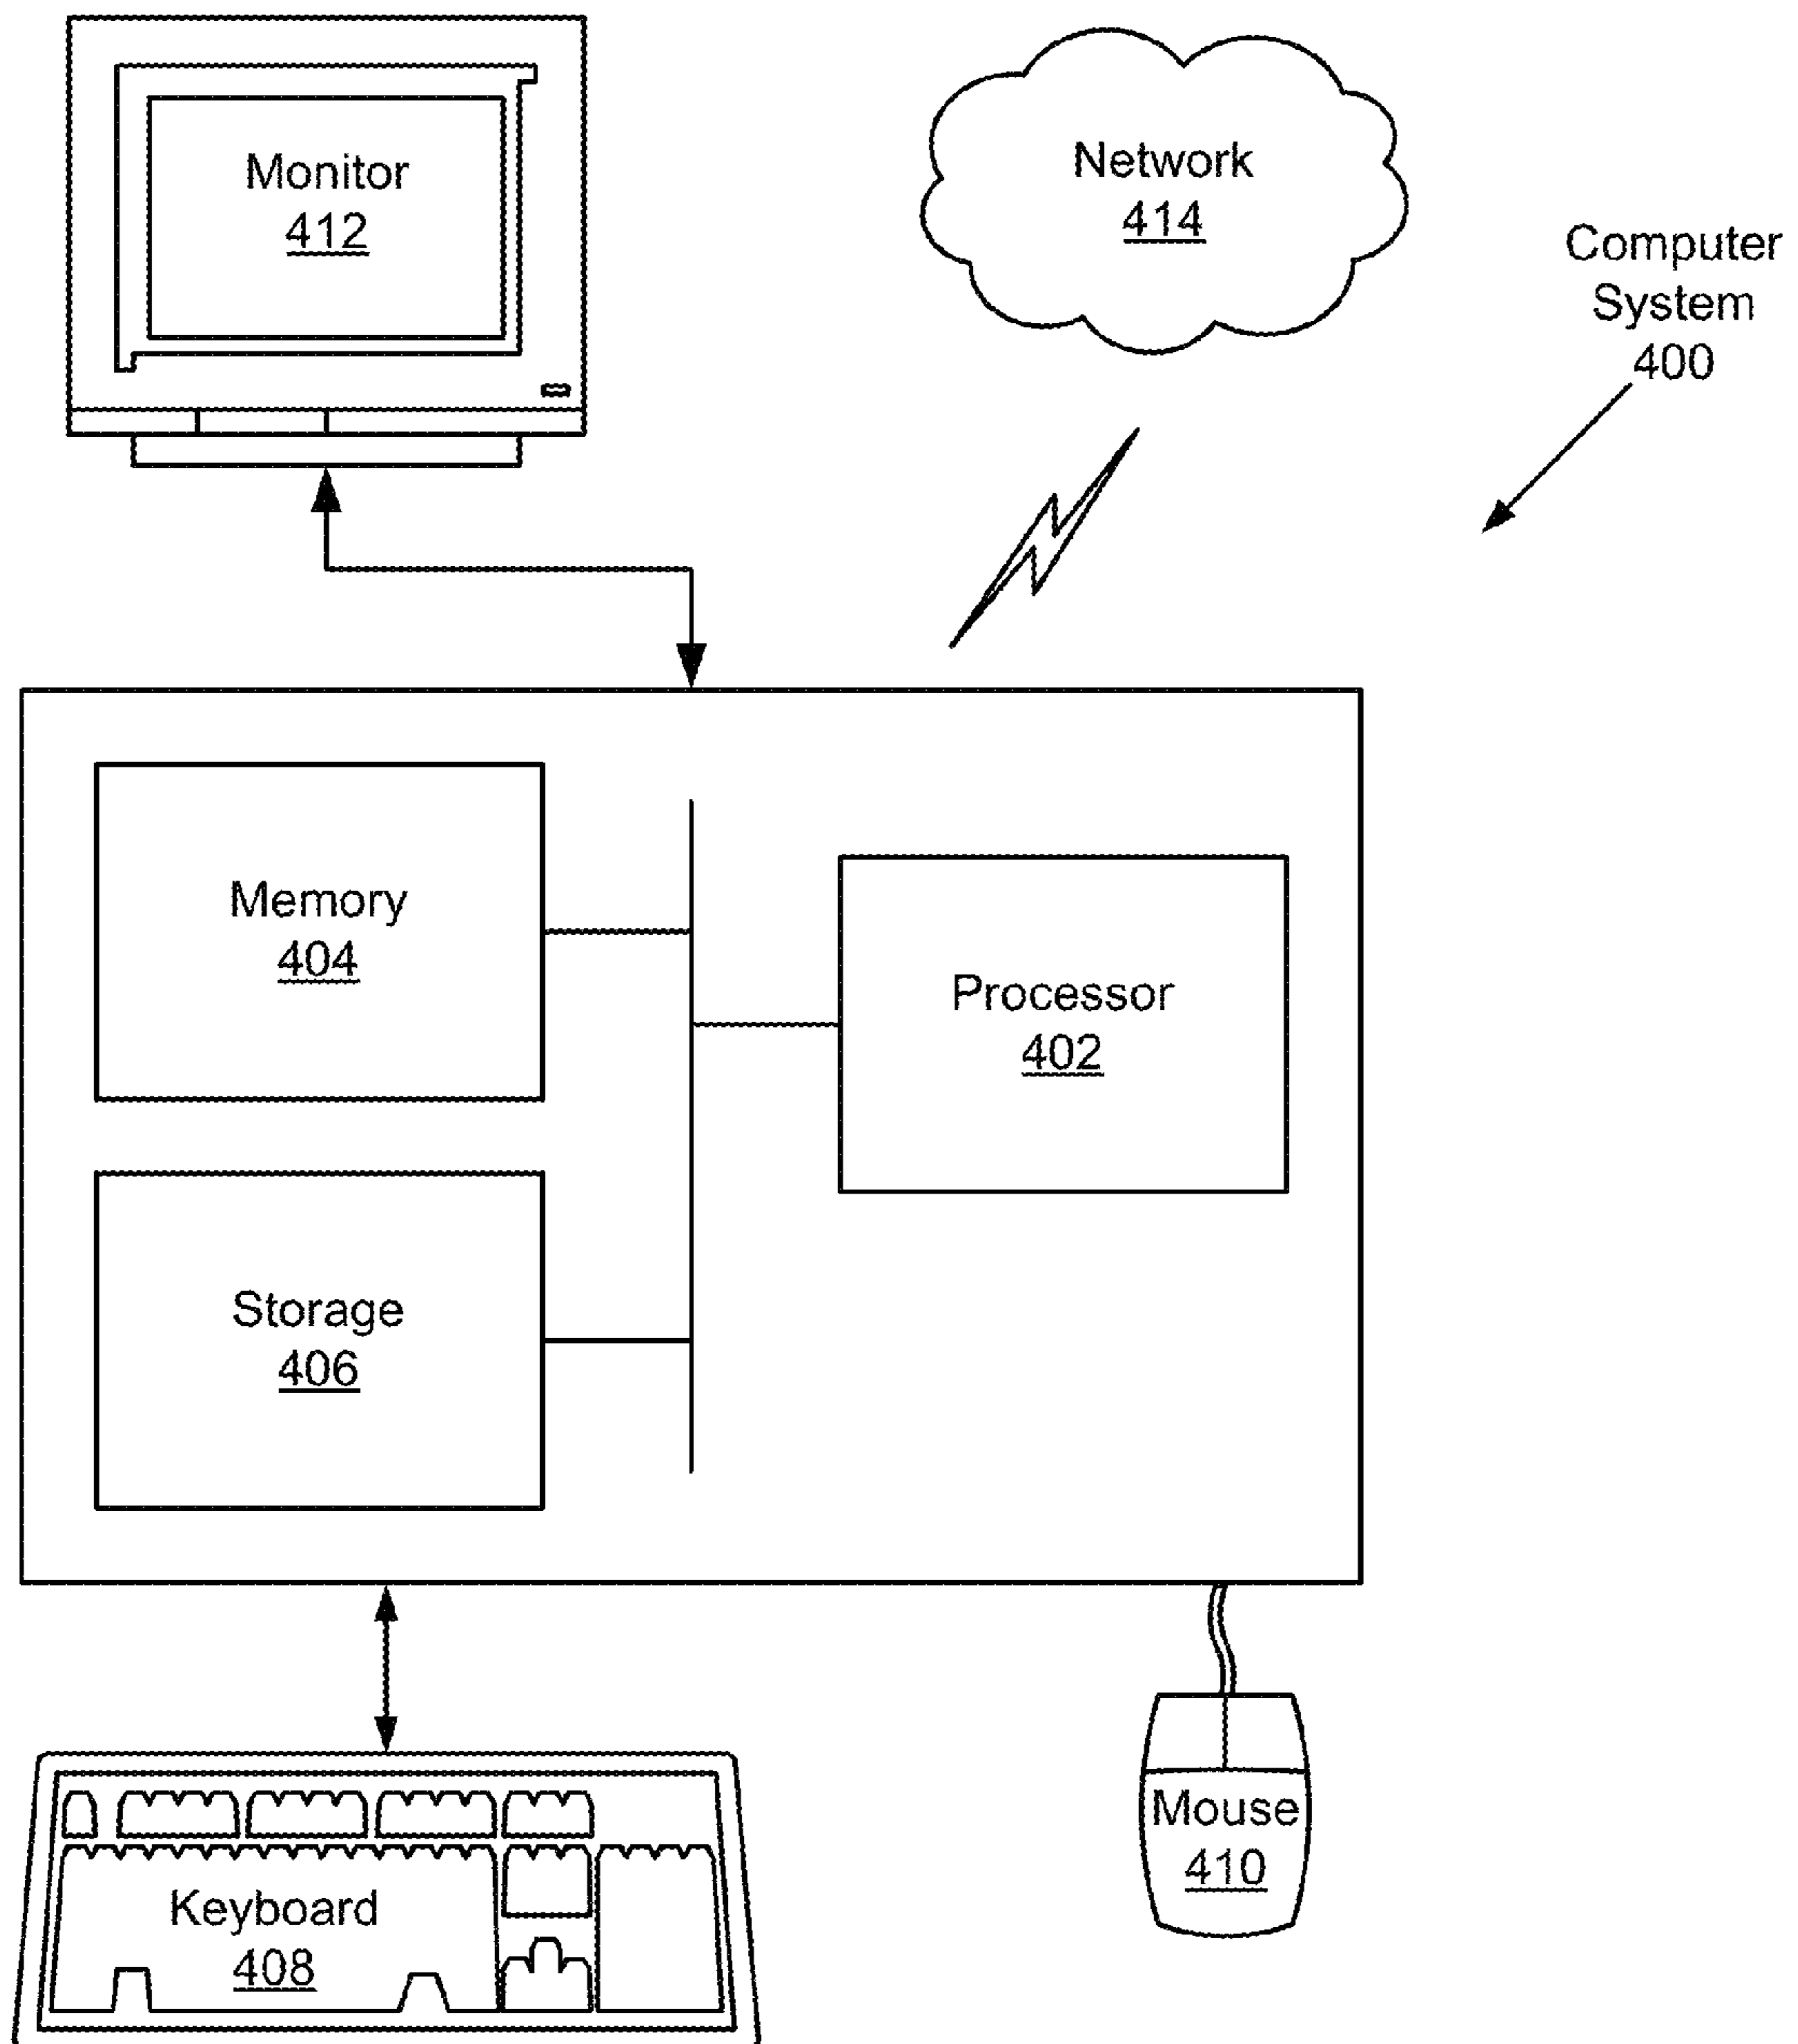 Monitor
412
Network
414
Computer
System
400
Memory
404
Processor
402
Storage
406
Keyboard
408
Mouse
410